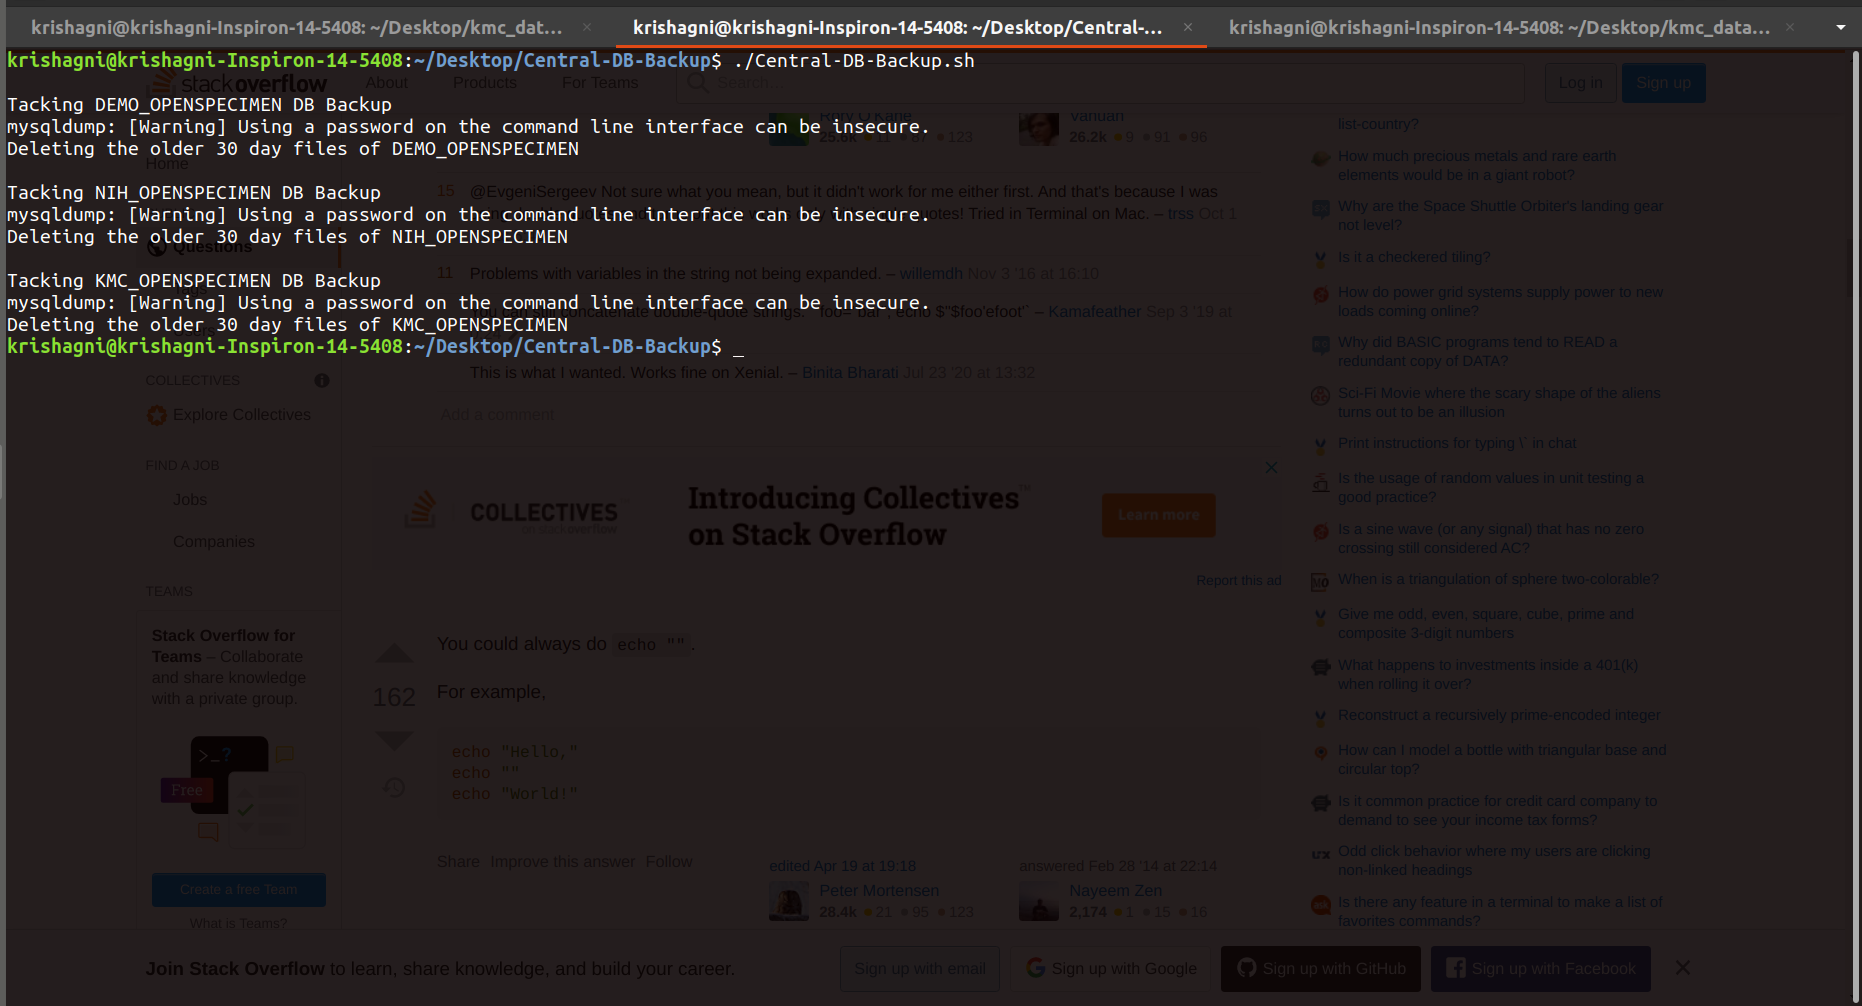 krishagni@krishagni-Inspiron-14-5408: ~/Desktop/kmc_dat... ×
krishagni@krishagni-Inspiron-14-5408: ~/Desktop/Central-... ×
krishagni@krishagni-Inspiron-14-5408: ~/Desktop/kmc_data... ×
krishagni@krishagni-Inspiron-14-5408:~/Desktop/Central-DB-Backup$ ./Central-DB-Backup.sh
Tacking DEMO_OPENSPECIMEN DB Backup
mysqldump: [Warning] Using a password on the command line interface can be insecure.
Deleting the older 30 day files of DEMO_OPENSPECIMEN
Tacking NIH_OPENSPECIMEN DB Backup
mysqldump: [Warning] Using a password on the command line interface can be insecure.
Deleting the older 30 day files of NIH_OPENSPECIMEN
Tacking KMC_OPENSPECIMEN DB Backup
mysqldump: [Warning] Using a password on the command line interface can be insecure.
Deleting the older 30 day files of KMC_OPENSPECIMEN
krishagni@krishagni-Inspiron-14-5408:~/Desktop/Central-DB-Backup$ _
stackoverflow About Products For Teams Search... Log in Sign up
Home
Questions
Tags
COLLECTIVES
Explore Collectives
FIND A JOB
Jobs
Companies
TEAMS
Stack Overflow for
Teams – Collaborate
and share knowledge
with a private group.
>_?
Free
Create a free Team
What is Teams?
Rory O'Kane
25.6k 11 87 123
Vanuan
26.2k 9 91 96
15 @EvgeniSergeev Not sure what you mean, but it didn't work for me either first. And that's because I was
quotes! Tried in Terminal on Mac. – trss Oct 1
11 Problems with variables in the string not being expanded. – willemdh Nov 3 '16 at 16:10
You can still concatenate double-quote strings. `foo="bar"; echo $'\n'"$foo"'efoot'` – Kamafeather Sep 3 '19 at
This is what I wanted. Works fine on Xenial. – Binita Bharati Jul 23 '20 at 13:32
Add a comment
COLLECTIVES
on stackoverflow
Introducing Collectives™
on Stack Overflow
Learn more
Report this ad
162
You could always do echo "".
For example,
echo "Hello,"
echo ""
echo "World!"
Share Improve this answer Follow
edited Apr 19 at 19:18
Peter Mortensen
28.4k 21 95 123
answered Feb 28 '14 at 22:14
Nayeem Zen
2,174 1 15 16
list-country?
How much precious metals and rare earth
elements would be in a giant robot?
Why are the Space Shuttle Orbiter's landing gear
not level?
Is it a checkered tiling?
How do power grid systems supply power to new
loads coming online?
Why did BASIC programs tend to READ a
redundant copy of DATA?
Sci-Fi Movie where the scary shape of the aliens
turns out to be an illusion
Print instructions for typing \` in chat
Is the usage of random values in unit testing a
good practice?
Is a sine wave (or any signal) that has no zero
crossing still considered AC?
When is a triangulation of sphere two-colorable?
Give me odd, even, square, cube, prime and
composite 3-digit numbers
What happens to investments inside a 401(k)
when rolling it over?
Reconstruct a recursively prime-encoded integer
How can I model a bottle with triangular base and
circular top?
Is it common practice for credit card company to
demand to see your income tax forms?
Odd click behavior where my users are clicking
non-linked headings
Is there any feature in a terminal to make a list of
favorites commands?
Join Stack Overflow to learn, share knowledge, and build your career.
Sign up with email
Sign up with Google
Sign up with GitHub
Sign up with Facebook